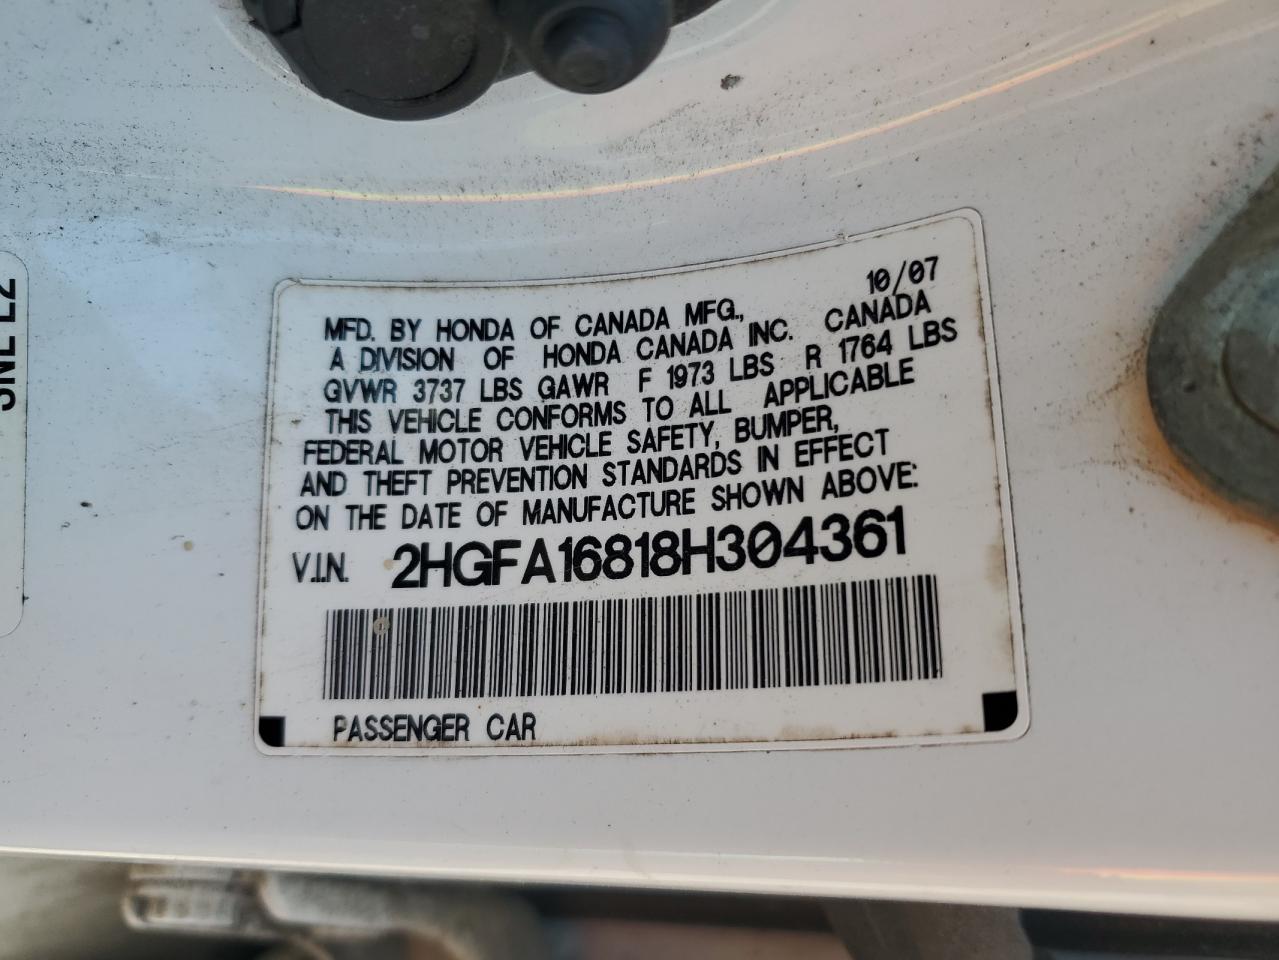 10/07
MFD. BY HONDA OF CANADA MFG.,
A DIVISION OF HONDA CANADA INC. CANADA
GVWR 3737 LBS GAWR F 1973 LBS R 1764 LBS
THIS VEHICLE CONFORMS TO ALL APPLICABLE
FEDERAL MOTOR VEHICLE SAFETY, BUMPER,
AND THEFT PREVENTION STANDARDS IN EFFECT
ON THE DATE OF MANUFACTURE SHOWN ABOVE:
V.I.N. 2HGFA16818H304361
PASSENGER CAR